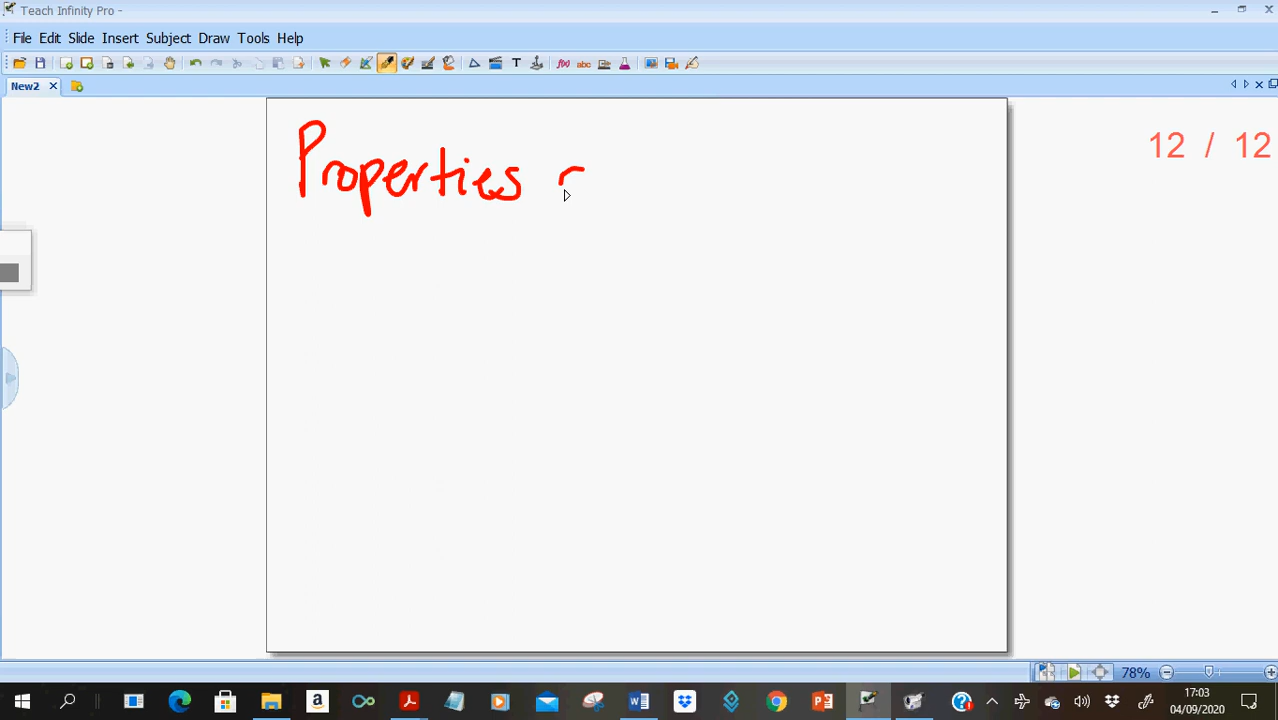 Teach Infinity Pro -
File Edit Slide Insert Subject Draw Tools Help
New2
12 / 12
Properties
78%
17:03
04/09/2020